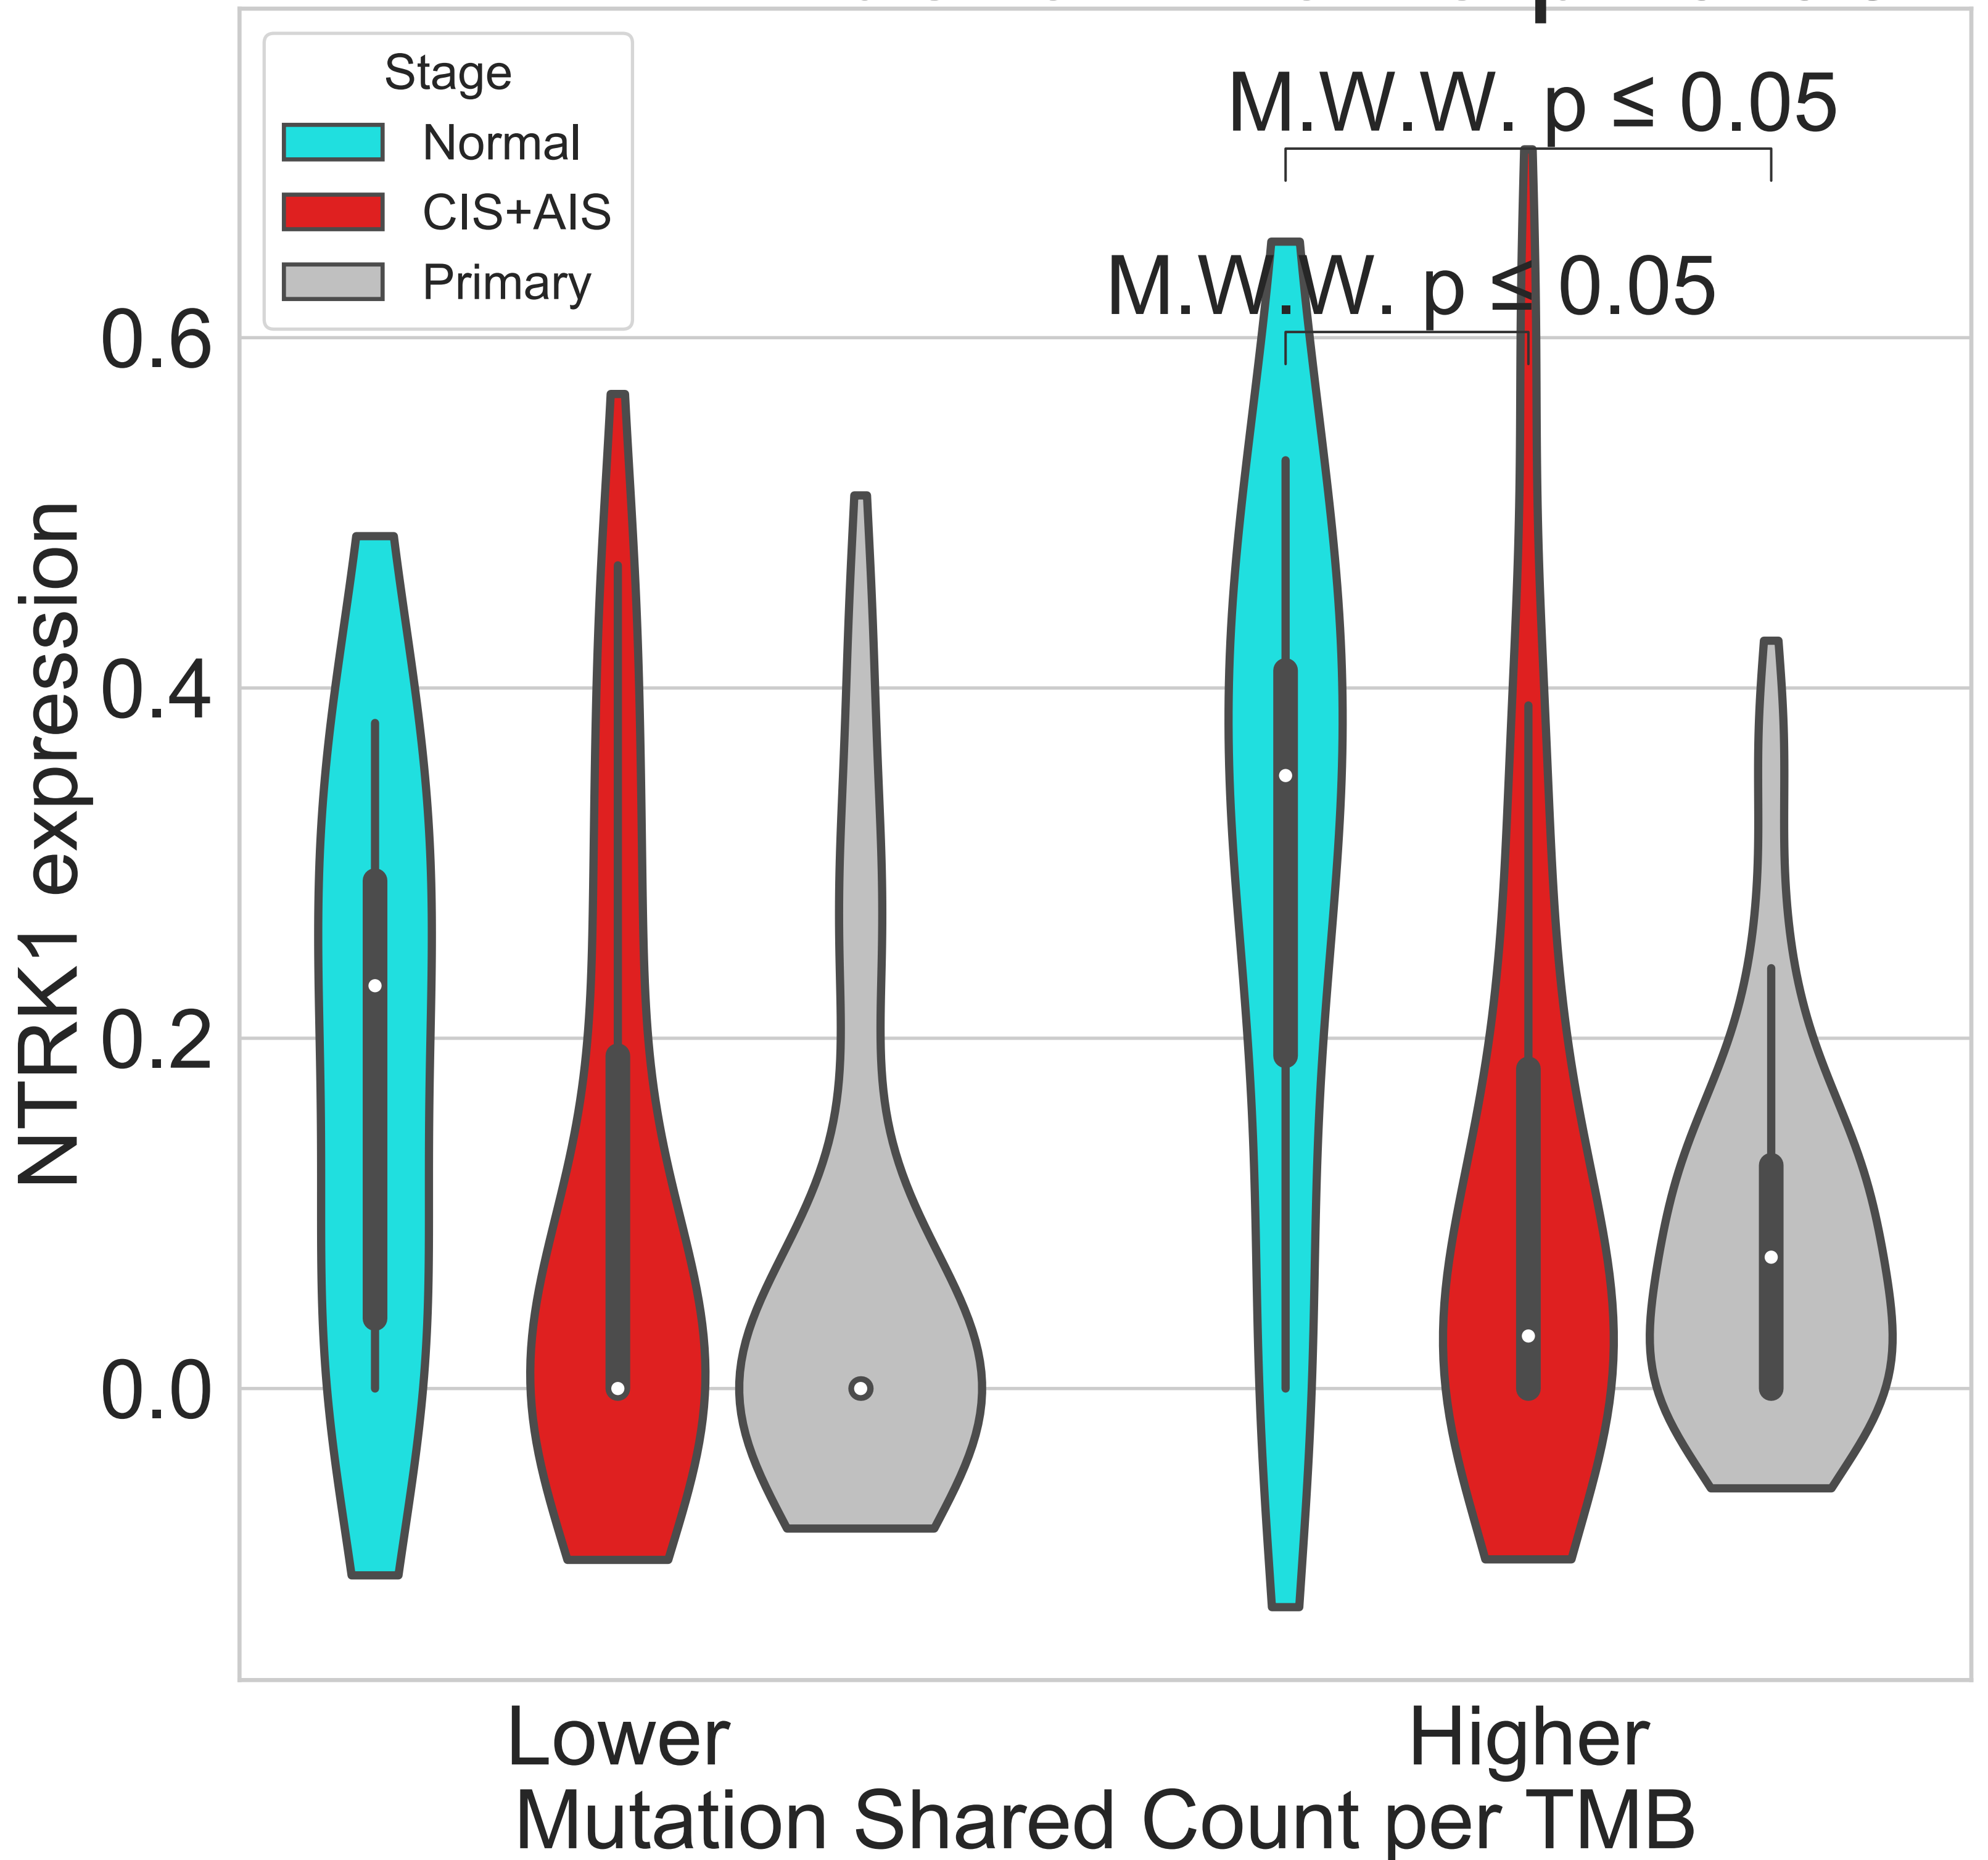 Stage
Normal
CIS+AIS
Primary
M.W.W. p ≤ 0.05
M.W.W. p ≤ 0.05
0.6
0.4
0.2
0.0
NTRK1 expression
Lower
Higher
Mutation Shared Count per TMB